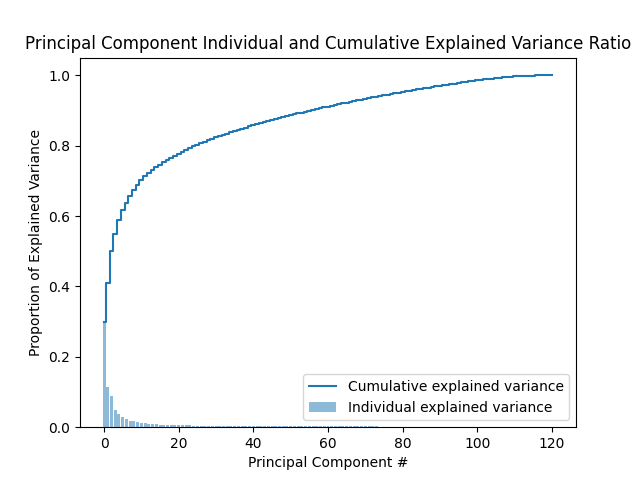 Principal Component Individual and Cumulative Explained Variance Ratio
1.0
0.8
0.6
0.4
0.2
0.0
Proportion of Explained Variance
Cumulative explained variance
Individual explained variance
0 20 40 60 80 100 120
Principal Component #